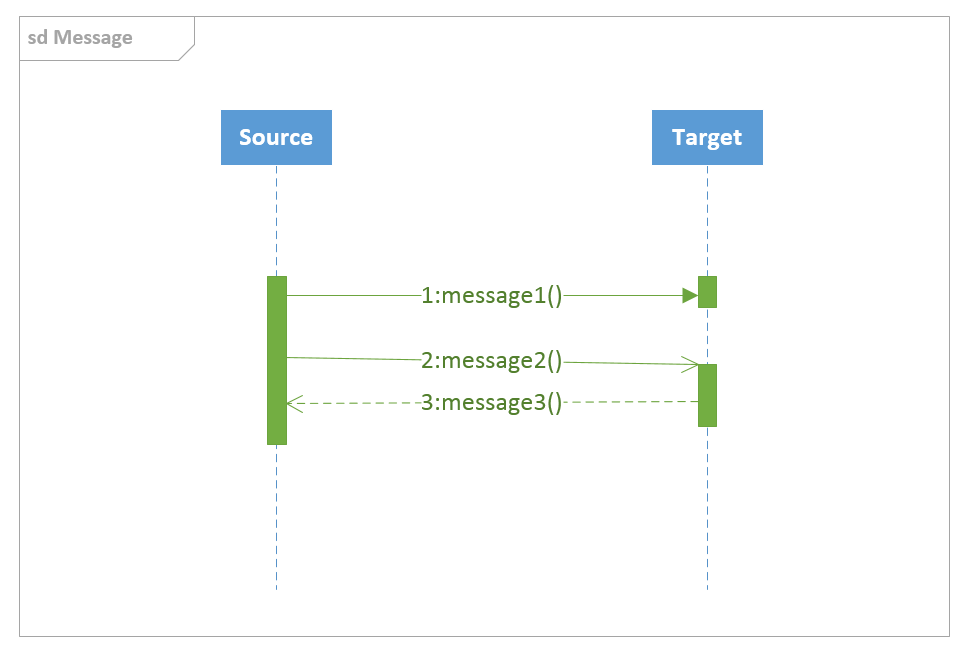 sd Message
Source
Target
1:message1()
2:message2()
3:message3()